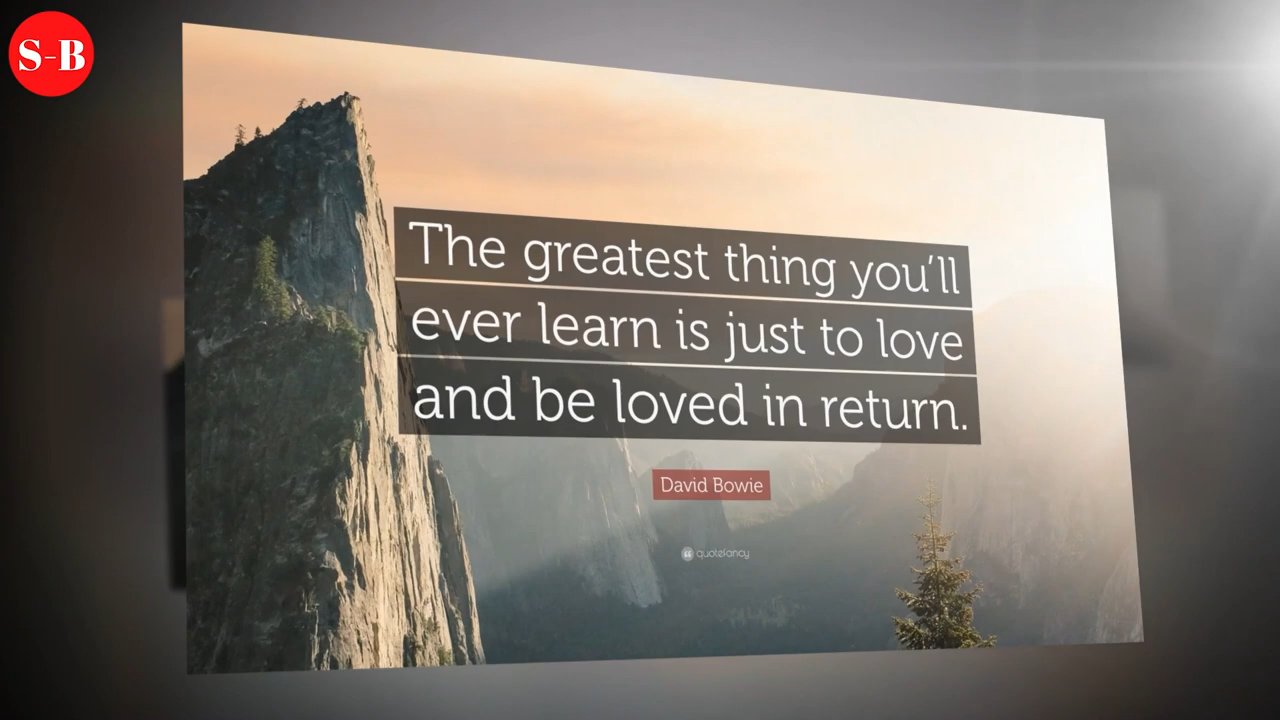 S-B
The greatest thing you'll
ever learn is just to love
and be loved in return.
David Bowie
quotefancy